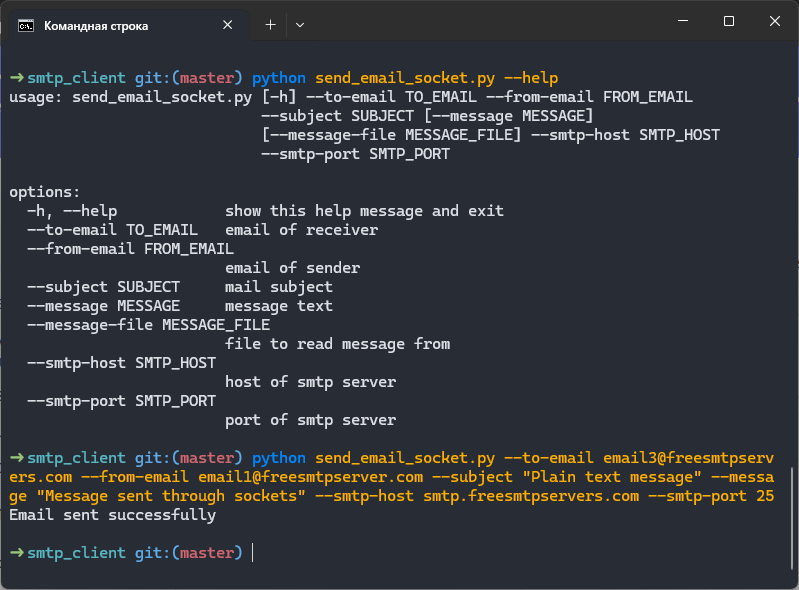 Командная строка
➜ smtp_client git:(master) python send_email_socket.py --help
usage: send_email_socket.py [-h] --to-email TO_EMAIL --from-email FROM_EMAIL
--subject SUBJECT [--message MESSAGE]
[--message-file MESSAGE_FILE] --smtp-host SMTP_HOST
--smtp-port SMTP_PORT
options:
-h, --help show this help message and exit
--to-email TO_EMAIL email of receiver
--from-email FROM_EMAIL
email of sender
--subject SUBJECT mail subject
--message MESSAGE message text
--message-file MESSAGE_FILE
file to read message from
--smtp-host SMTP_HOST
host of smtp server
--smtp-port SMTP_PORT
port of smtp server
➜ smtp_client git:(master) python send_email_socket.py --to-email email3@freesmtpserv
ers.com --from-email email1@freesmtpserver.com --subject "Plain text message" --messa
ge "Message sent through sockets" --smtp-host smtp.freesmtpservers.com --smtp-port 25
Email sent successfully
➜ smtp_client git:(master)